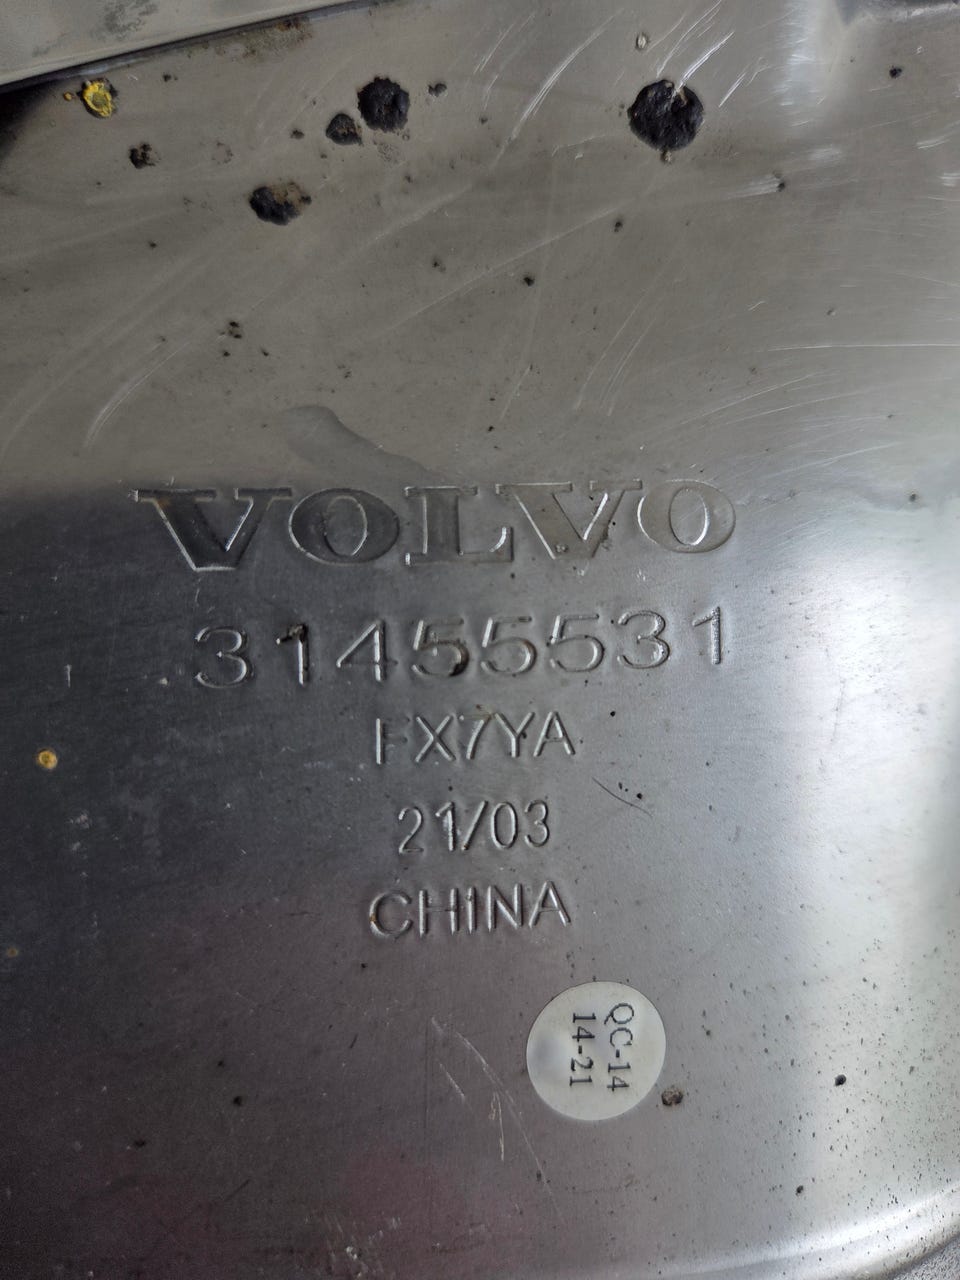 VOLVO
31455531
FX7YA
21/03
CHINA
QC-14
14-21